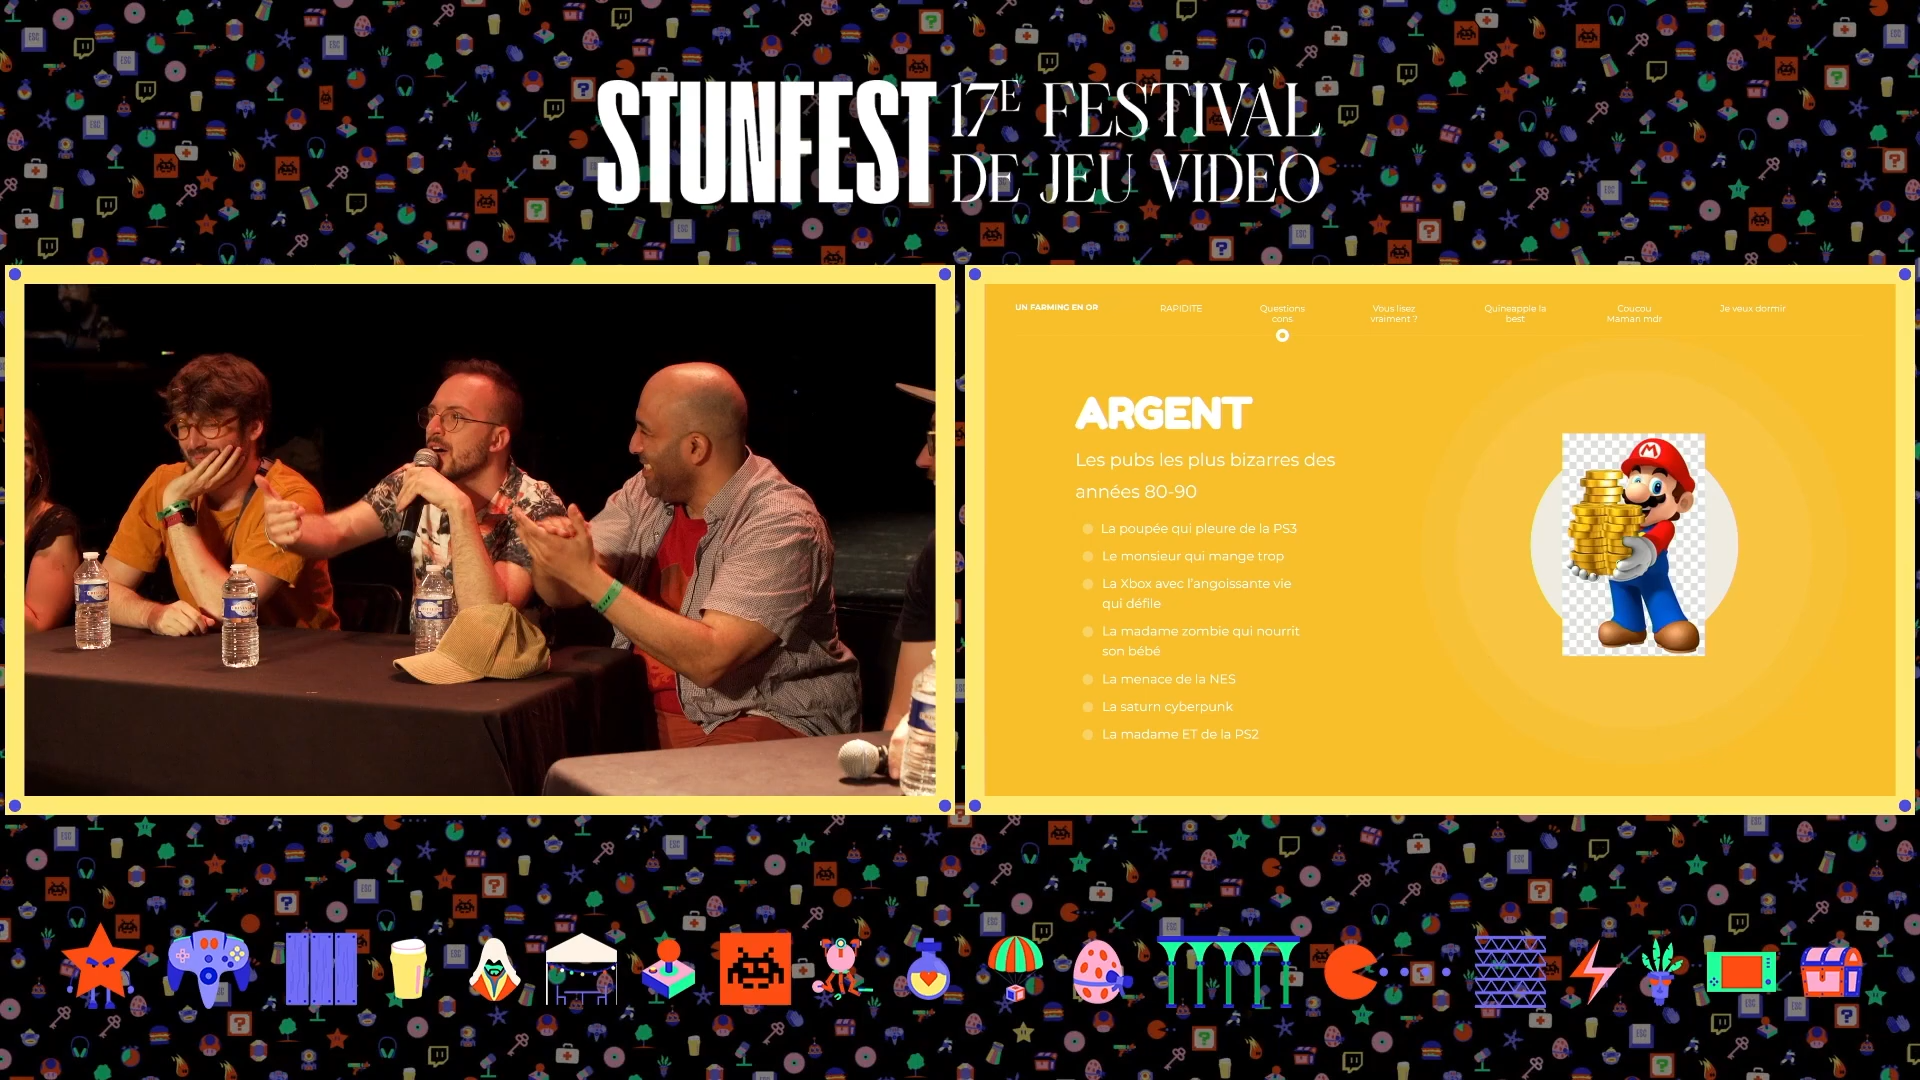 STUNFEST 17E FESTIVAL
DE JEU VIDEO
UN FARMING EN OR
RAPIDITE
Questions
cons
Vous lisez
vraiment ?
Quineapple la
best
Coucou
Maman mdr
Je veux dormir
ARGENT
Les pubs les plus bizarres des
années 80-90
La poupée qui pleure de la PS3
Le monsieur qui mange trop
La Xbox avec l'angoissante vie
qui défile
La madame zombie qui nourrit
son bébé
La menace de la NES
La saturn cyberpunk
La madame ET de la PS2